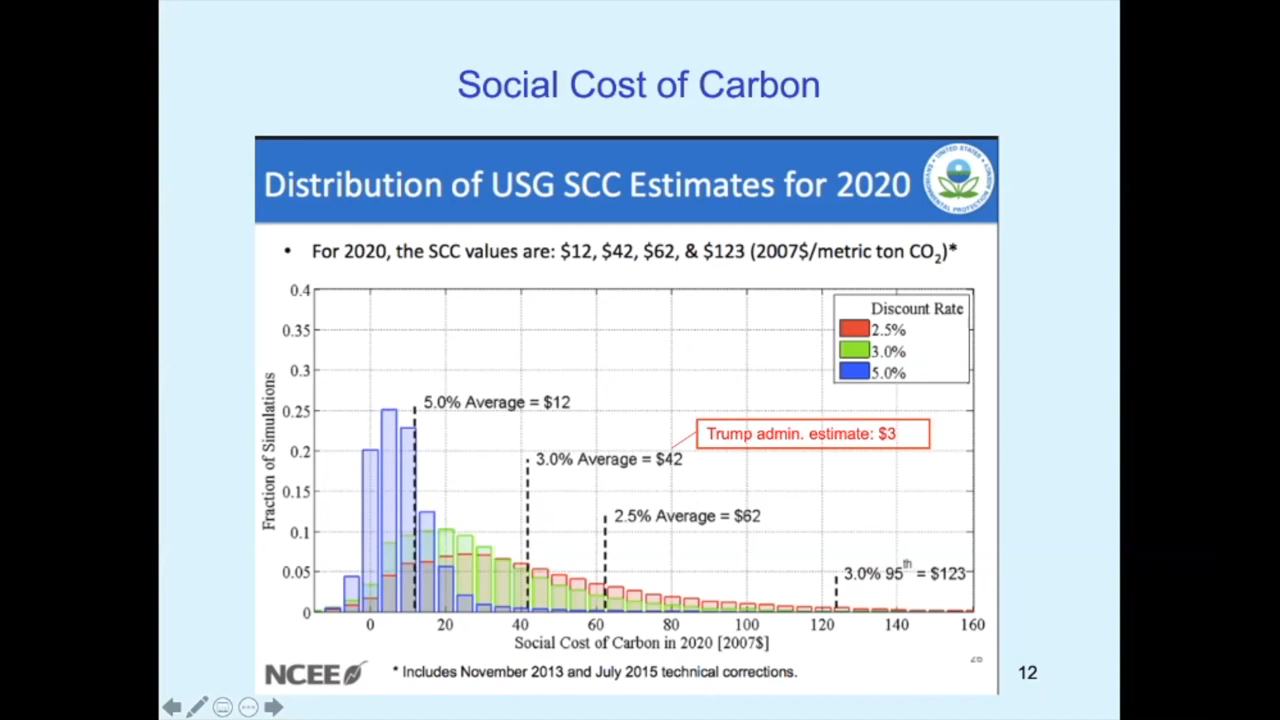 Social Cost of Carbon
Distribution of USG SCC Estimates for 2020
• For 2020, the SCC values are: $12, $42, $62, & $123 (2007$/metric ton CO₂)*
0.4
0.35
0.3
0.25
0.2
0.15
0.1
0.05
0
Fraction of Simulations
Discount Rate
2.5%
3.0%
5.0%
5.0% Average = $12
Trump admin. estimate: $3
3.0% Average = $42
2.5% Average = $62
3.0% 95th = $123
0 20 40 60 80 100 120 140 160
Social Cost of Carbon in 2020 [2007$]
NCEE
* Includes November 2013 and July 2015 technical corrections.
12